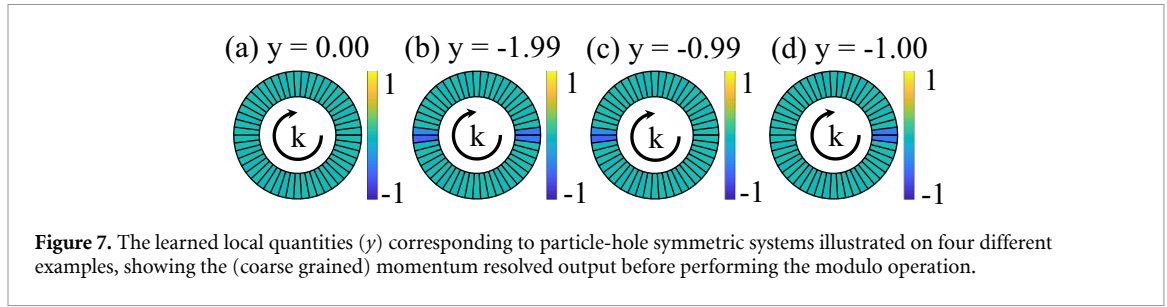 (a) y = 0.00 (b) y = -1.99 (c) y = -0.99 (d) y = -1.00
1 1 1 1
k k k k
-1 -1 -1 -1
Figure 7. The learned local quantities (y) corresponding to particle-hole symmetric systems illustrated on four different
examples, showing the (coarse grained) momentum resolved output before performing the modulo operation.